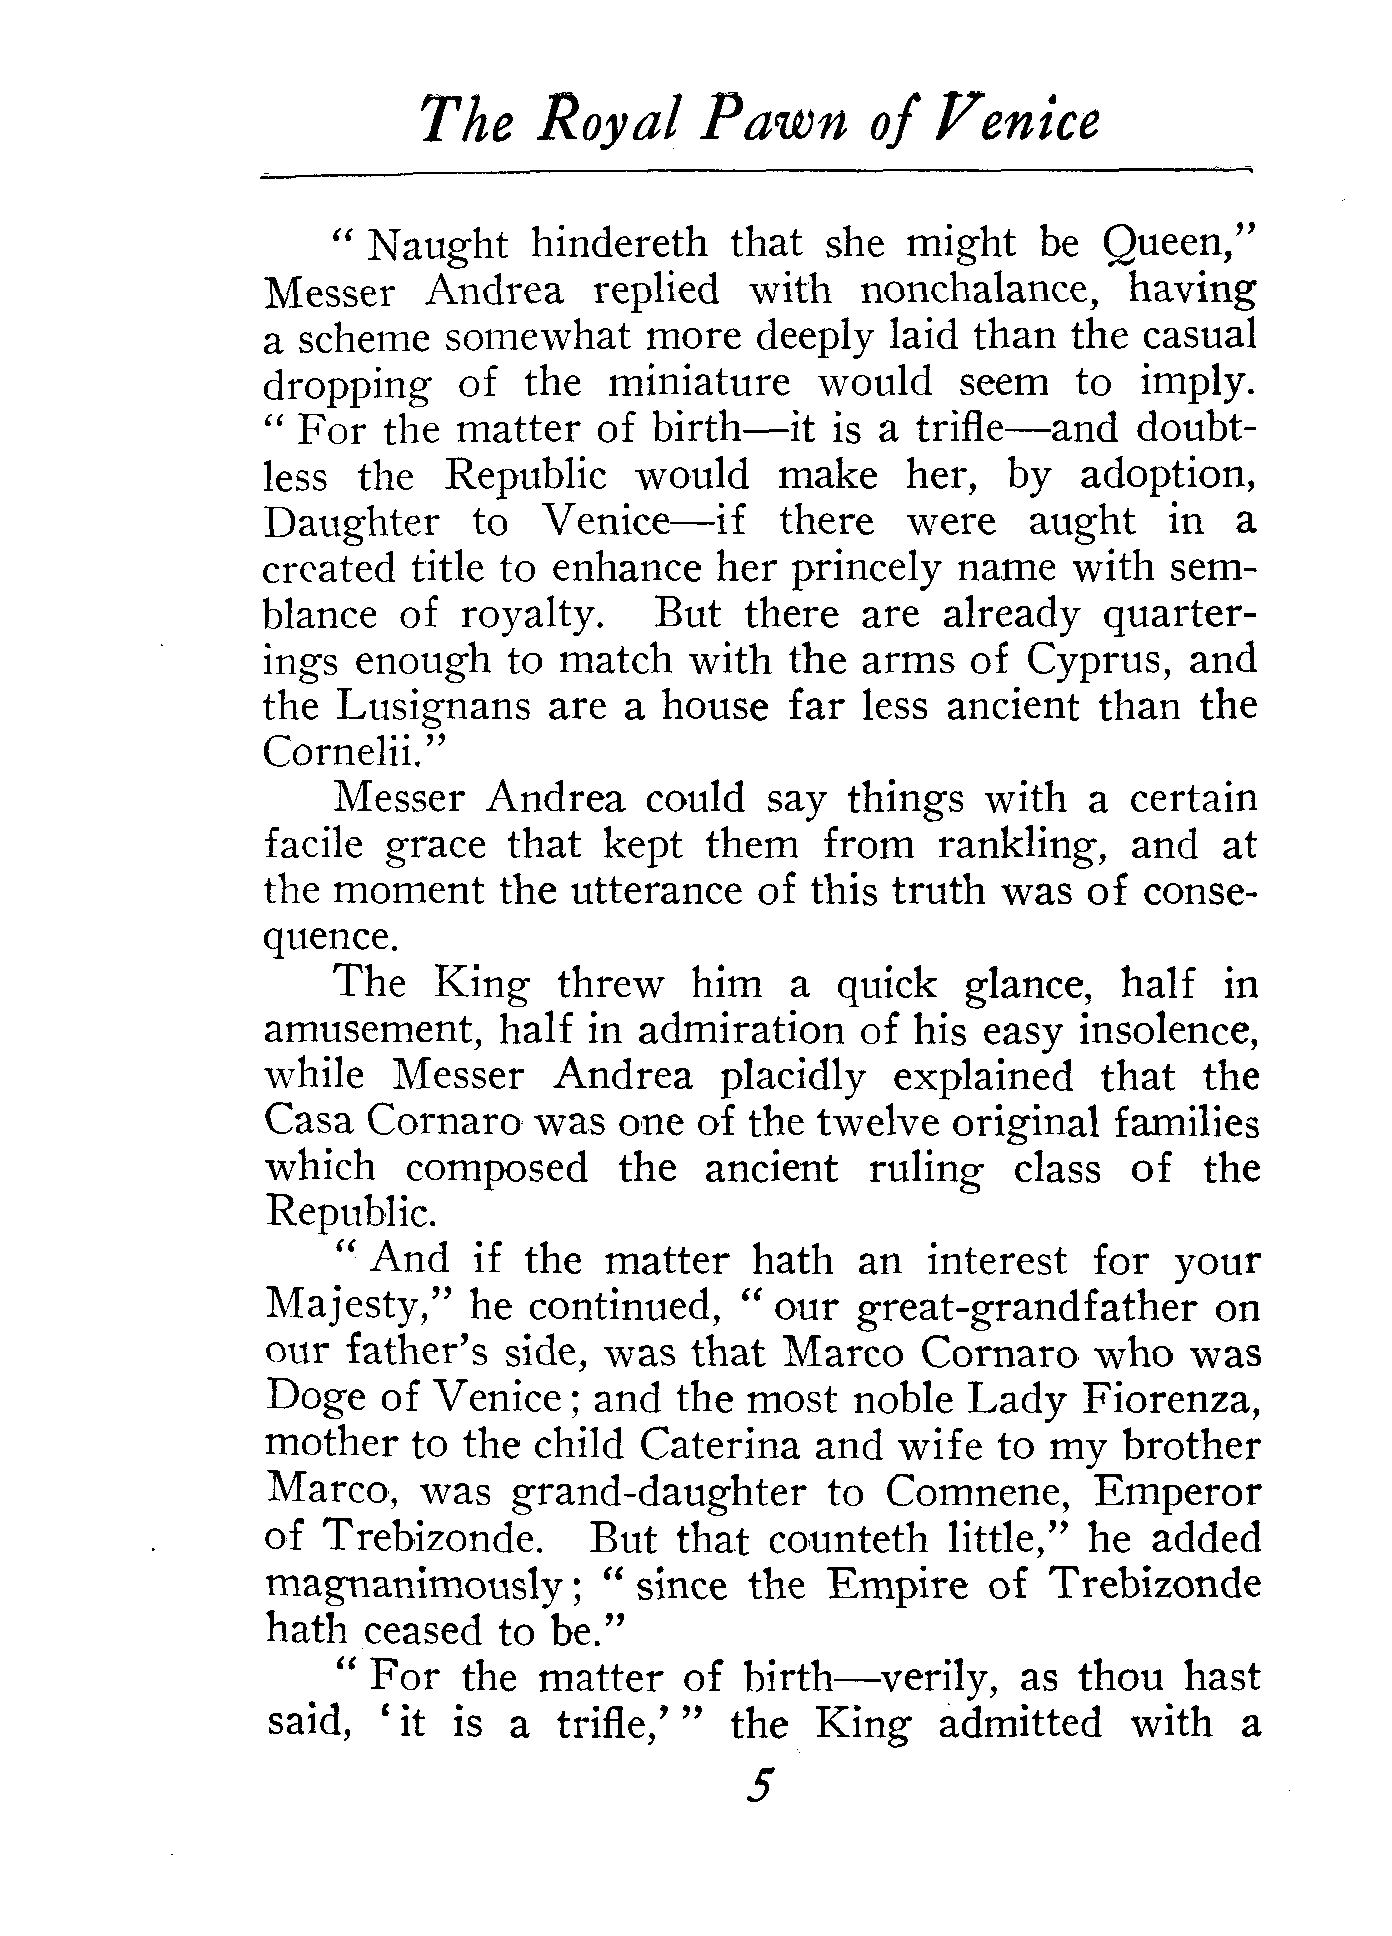 The Royal Pawn of Venice
“ Naught hindereth that she might be Queen,”
Messer Andrea replied with nonchalance, having
a scheme somewhat more deeply laid than the casual
dropping of the miniature would seem to imply.
“ For the matter of birth—it is a trifle—and doubt-
less the Republic would make her, by adoption,
Daughter to Venice—if there were aught in a
created title to enhance her princely name with sem-
blance of royalty. But there are already quarter-
ings enough to match with the arms of Cyprus, and
the Lusignans are a house far less ancient than the
Cornelii.”
Messer Andrea could say things with a certain
facile grace that kept them from rankling, and at
the moment the utterance of this truth was of conse-
quence.
The King threw him a quick glance, half in
amusement, half in admiration of his easy insolence,
while Messer Andrea placidly explained that the
Casa Cornaro was one of the twelve original families
which composed the ancient ruling class of the
Republic.
“ And if the matter hath an interest for your
Majesty,” he continued, “ our great-grandfather on
our father’s side, was that Marco Cornaro who was
Doge of Venice ; and the most noble Lady Fiorenza,
mother to the child Caterina and wife to my brother
Marco, was grand-daughter to Comnene, Emperor
of Trebizonde. But that counteth little,” he added
magnanimously ; “ since the Empire of Trebizonde
hath ceased to be.”
“ For the matter of birth—verily, as thou hast
said, ‘ it is a trifle,’ ” the King admitted with a
5